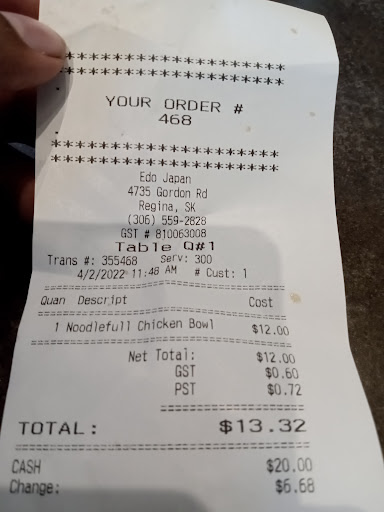 ********************
********************
YOUR ORDER #
468
********************
********************
Edo Japan
4735 Gordon Rd
Regina, SK
(306) 559-2828
GST # 810063008
Table Q#1
Trans #: 355468 Serv: 300
4/2/2022 11:48 AM # Cust: 1
Quan Descript Cost
1 Noodlefull Chicken Bowl $12.00
Net Total: $12.00
GST $0.60
PST $0.72
TOTAL: $13.32
CASH $20.00
Change: $6.68